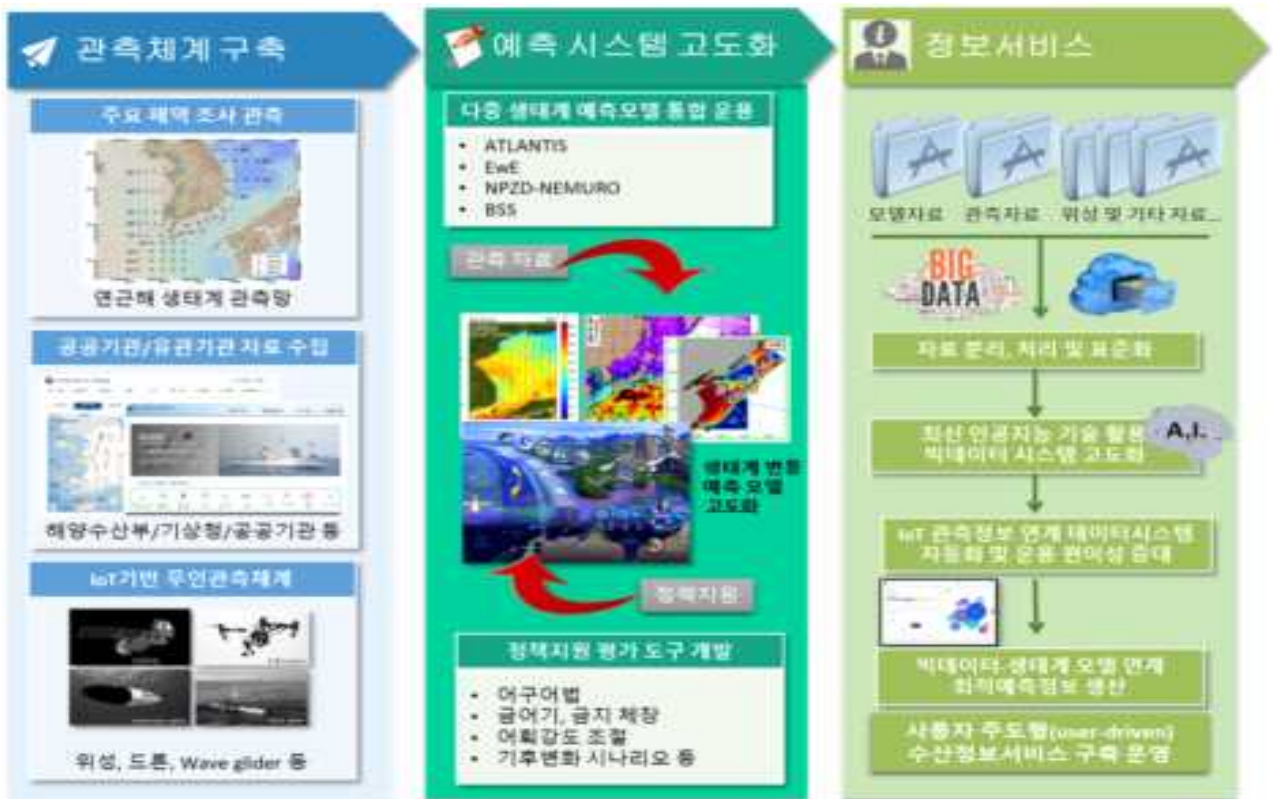 관측체계 구축
주요 해역 조사 관측
연근해 생태계 관측망
공공기관/유관기관 자료 수집
해양수산부/기상청/공공기관 등
IoT기반 무인관측체계
위성, 드론, Wave glider 등
예측 시스템 고도화
다중 생태계 예측모델 통합 운용
• ATLANTIS
• EwE
• NPZD-NEMURO
• BSS
관측 자료
생태계 변동
예측 모델
고도화
정책지원
정책지원 평가 도구 개발
• 어구어법
• 금어기, 금지 체장
• 어획강도 조절
• 기후변화 시나리오 등
정보서비스
모델자료
관측자료
위성 및 기타 자료...
BIG
DATA
자료 분리, 처리 및 표준화
최신 인공지능 기술 활용
빅데이터 시스템 고도화
A.I.
IoT 관측정보 연계 데이터시스템
자동화 및 운용 편이성 증대
빅데이터-생태계 모델 연계
최적예측정보 생산
사용자 주도형(user-driven)
수산정보서비스 구축 운영